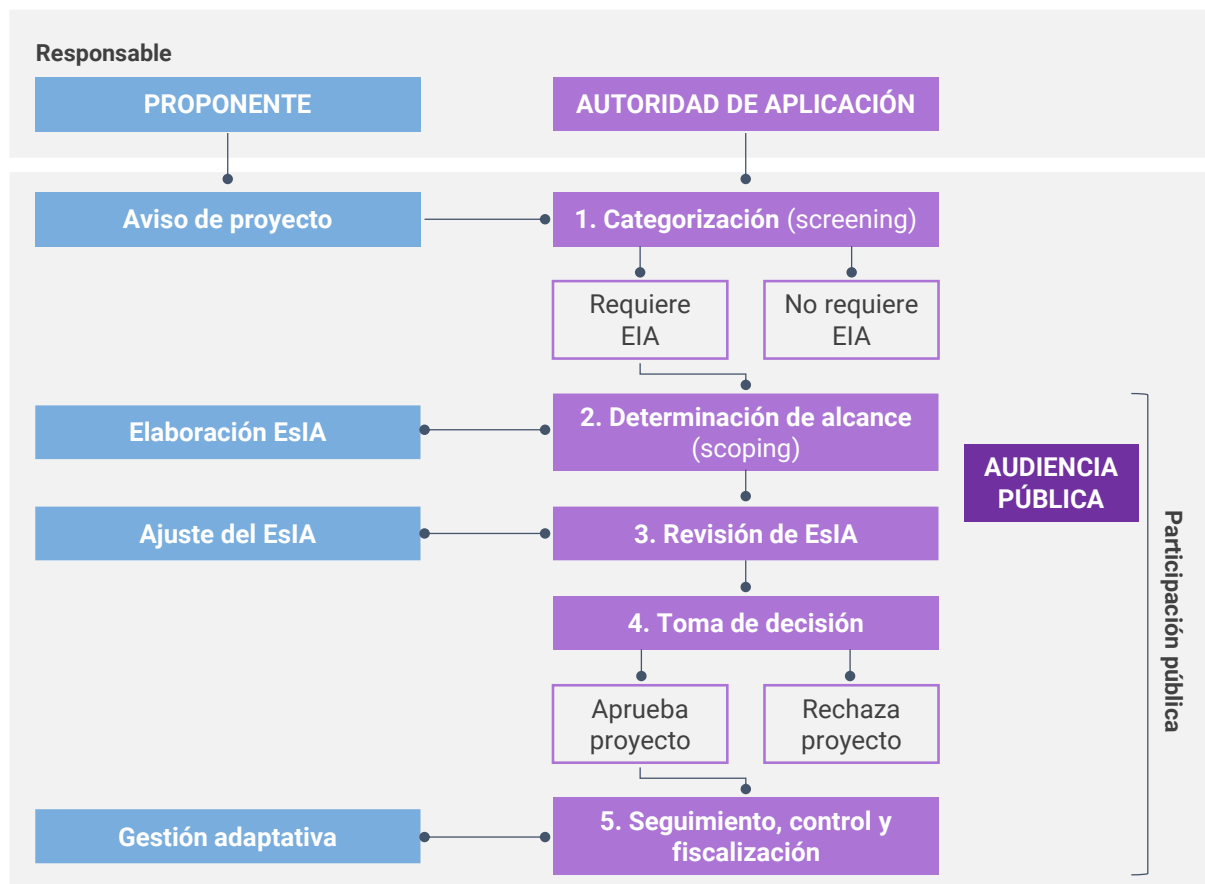 Responsable
PROPONENTE
AUTORIDAD DE APLICACIÓN
Aviso de proyecto
1. Categorización (screening)
Requiere
EIA
No requiere
EIA
Elaboración EsIA
2. Determinación de alcance
(scoping)
AUDIENCIA
PÚBLICA
Ajuste del EsIA
3. Revisión de EsIA
Participación pública
4. Toma de decisión
Aprueba
proyecto
Rechaza
proyecto
Gestión adaptativa
5. Seguimiento, control y
fiscalización